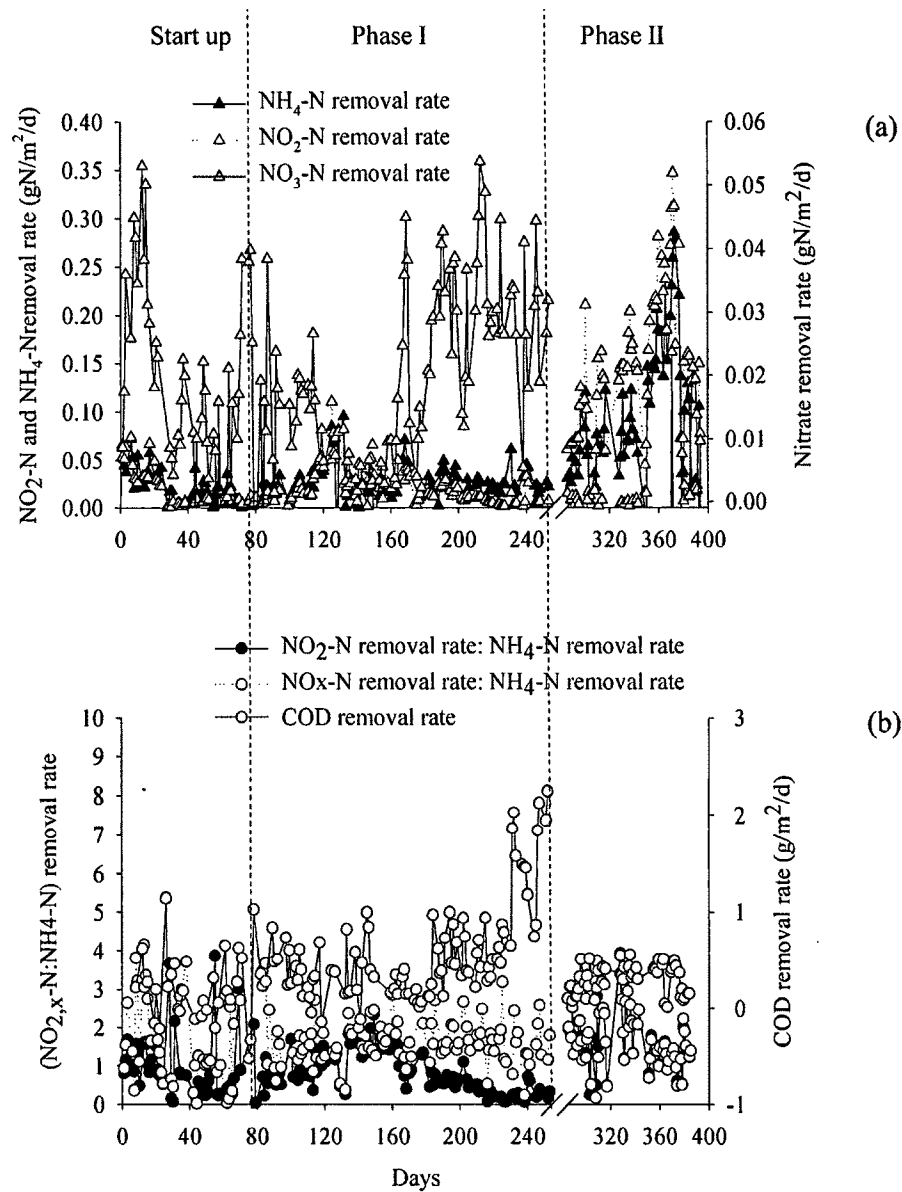 Start up Phase I Phase II
NH4-N removal rate
NO2-N removal rate
NO3-N removal rate
(a)
NO2-N and NH4-Nremoval rate (gN/m²/d)
0.40
0.35
0.30
0.25
0.20
0.15
0.10
0.05
0.00
Nitrate removal rate (gN/m²/d)
0.06
0.05
0.04
0.03
0.02
0.01
0.00
0 40 80 120 160 200 240 320 360 400
NO2-N removal rate: NH4-N removal rate
NOx-N removal rate: NH4-N removal rate
COD removal rate
(b)
(NO2,x-N:NH4-N) removal rate
10
9
8
7
6
5
4
3
2
1
0
COD removal rate (g/m²/d)
3
2
1
0
-1
0 40 80 120 160 200 240 320 360 400
Days